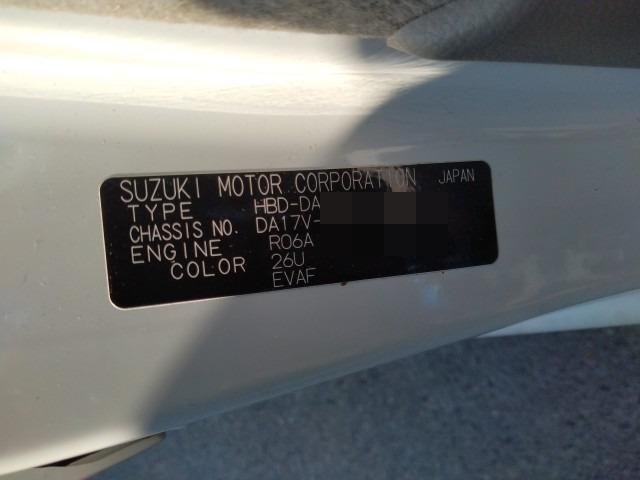 SUZUKI MOTOR CORPORATION JAPAN
TYPE HBD-DA
CHASSIS NO. DA17V-
ENGINE R06A
COLOR 26U
EVAF